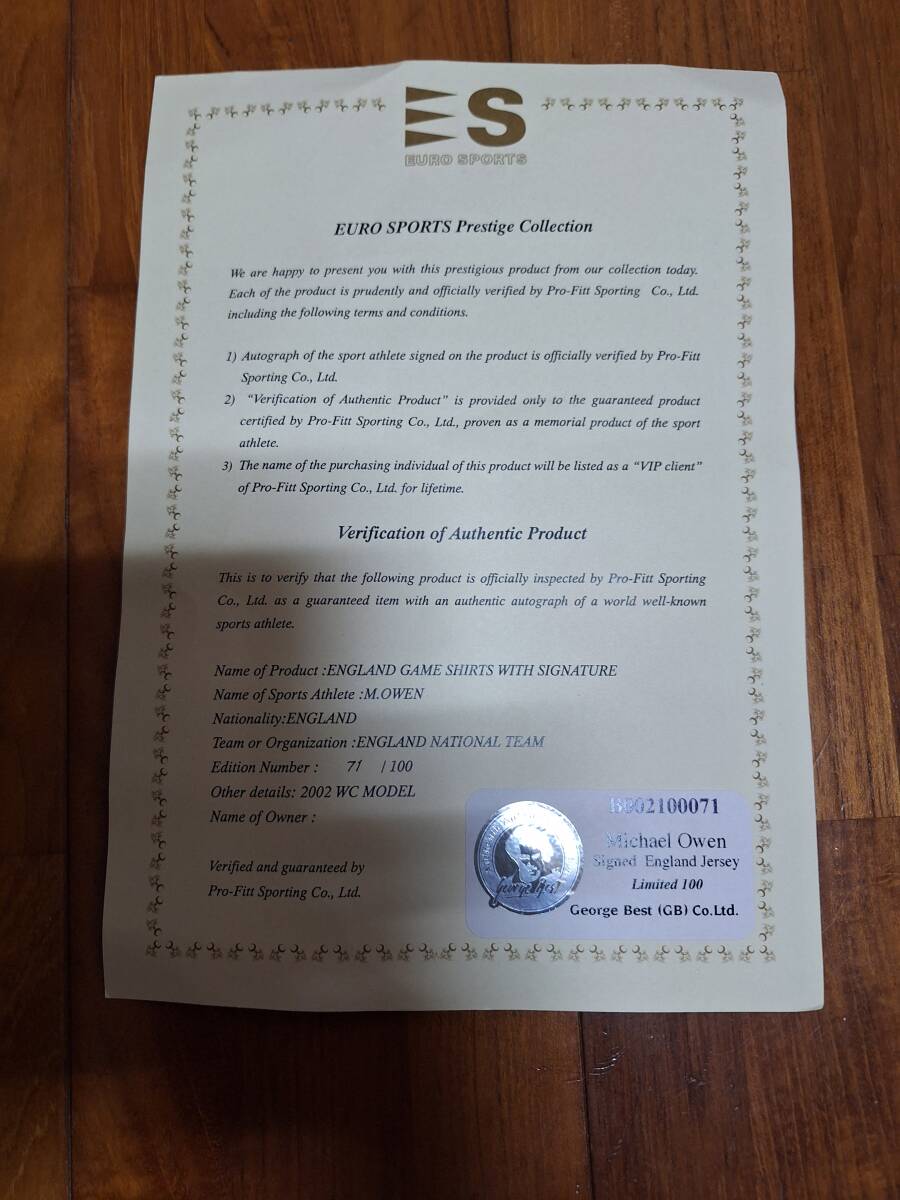 ES
EURO SPORTS
EURO SPORTS Prestige Collection
We are happy to present you with this prestigious product from our collection today.
Each of the product is prudently and officially verified by Pro-Fitt Sporting Co., Ltd.
including the following terms and conditions.
1) Autograph of the sport athlete signed on the product is officially verified by Pro-Fitt
Sporting Co., Ltd.
2) “Verification of Authentic Product” is provided only to the guaranteed product
certified by Pro-Fitt Sporting Co., Ltd., proven as a memorial product of the sport
athlete.
3) The name of the purchasing individual of this product will be listed as a “VIP client”
of Pro-Fitt Sporting Co., Ltd. for lifetime.
Verification of Authentic Product
This is to verify that the following product is officially inspected by Pro-Fitt Sporting
Co., Ltd. as a guaranteed item with an authentic autograph of a world well-known
sports athlete.
Name of Product :ENGLAND GAME SHIRTS WITH SIGNATURE
Name of Sports Athlete :M.OWEN
Nationality:ENGLAND
Team or Organization :ENGLAND NATIONAL TEAM
Edition Number : 71 / 100
Other details: 2002 WC MODEL
Name of Owner :
Verified and guaranteed by
Pro-Fitt Sporting Co., Ltd.
B002100071
Michael Owen
Signed England Jersey
Limited 100
George Best (GB) Co.Ltd.
George Best